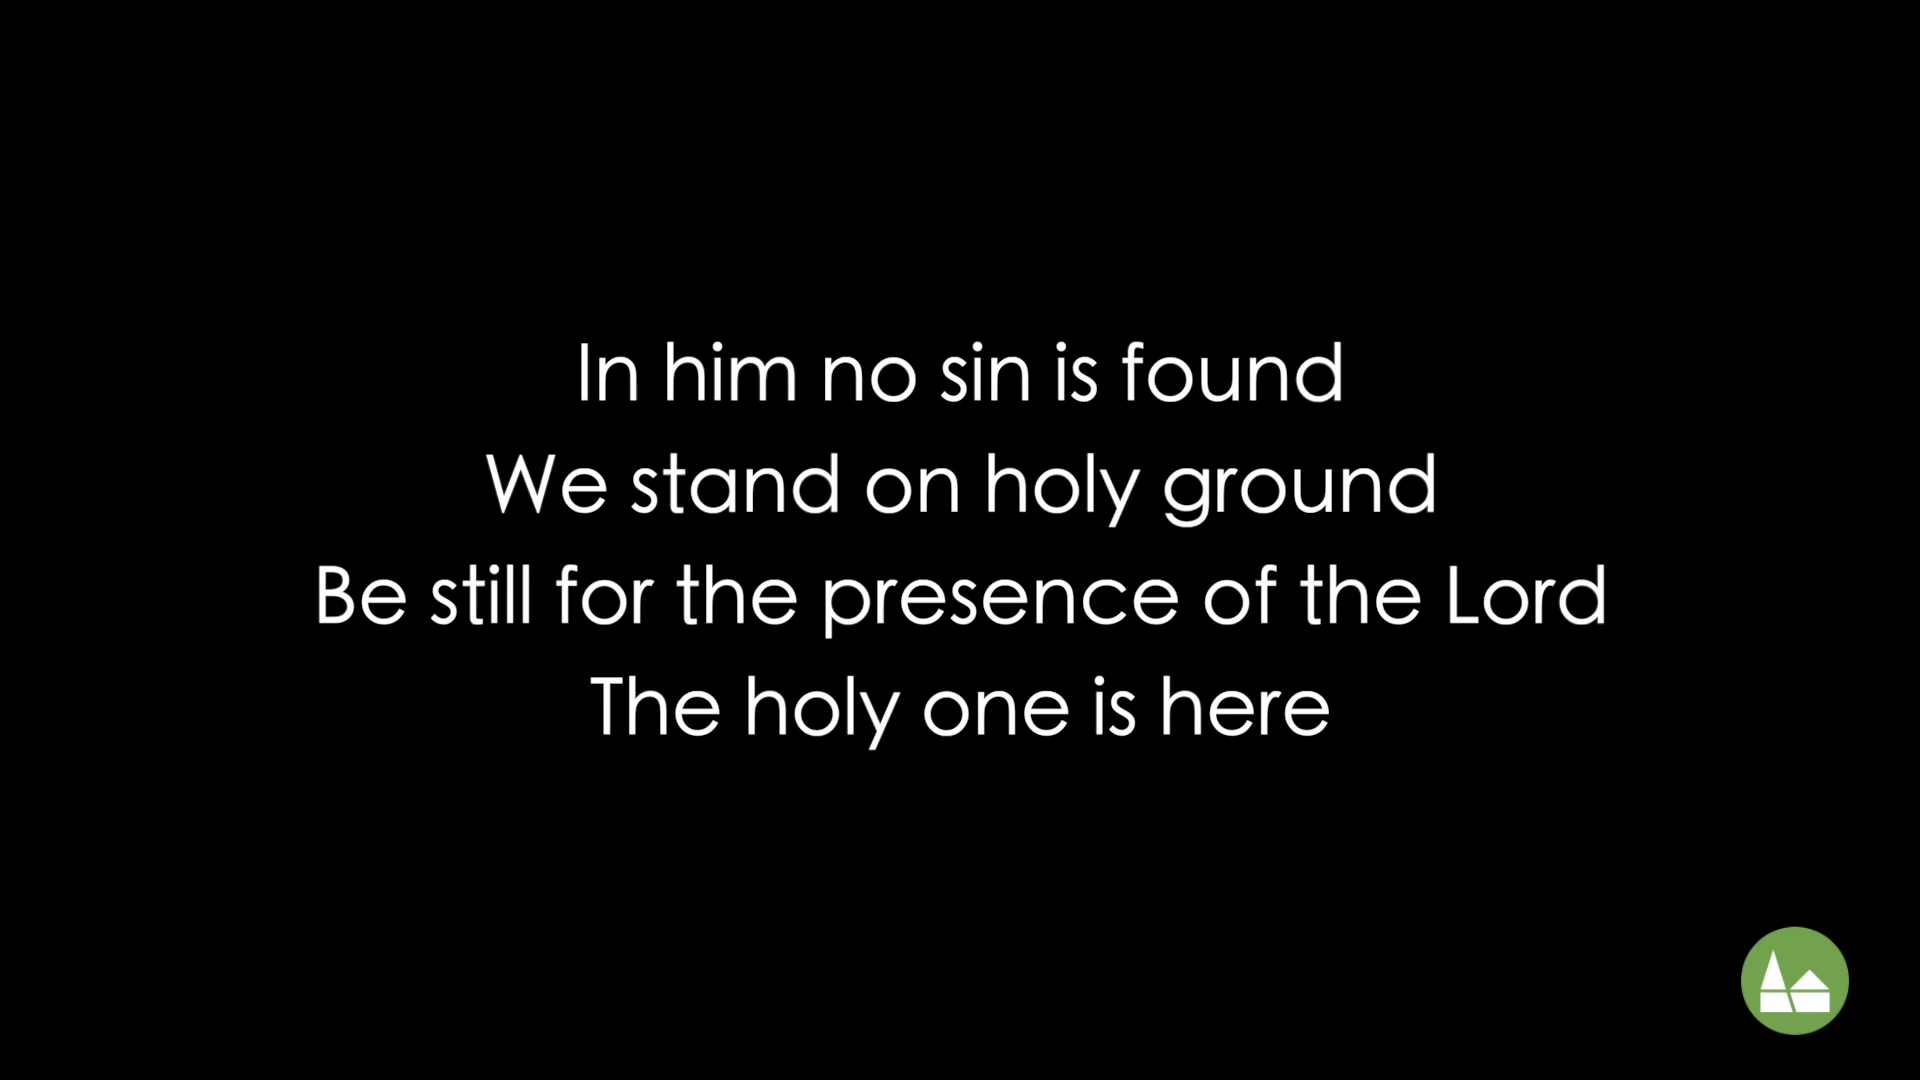 In him no sin is found
We stand on holy ground
Be still for the presence of the Lord
The holy one is here